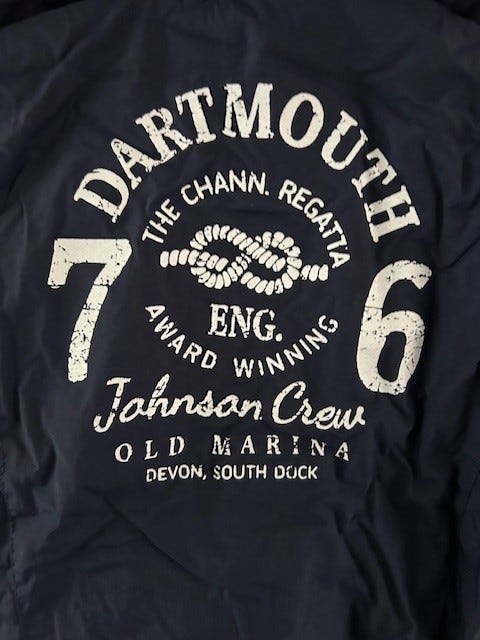 DARTMOUTH
THE CHANN. REGATTA
7 6
ENG.
AWARD WINNING
Johnson Crew
OLD MARINA
DEVON, SOUTH DOCK